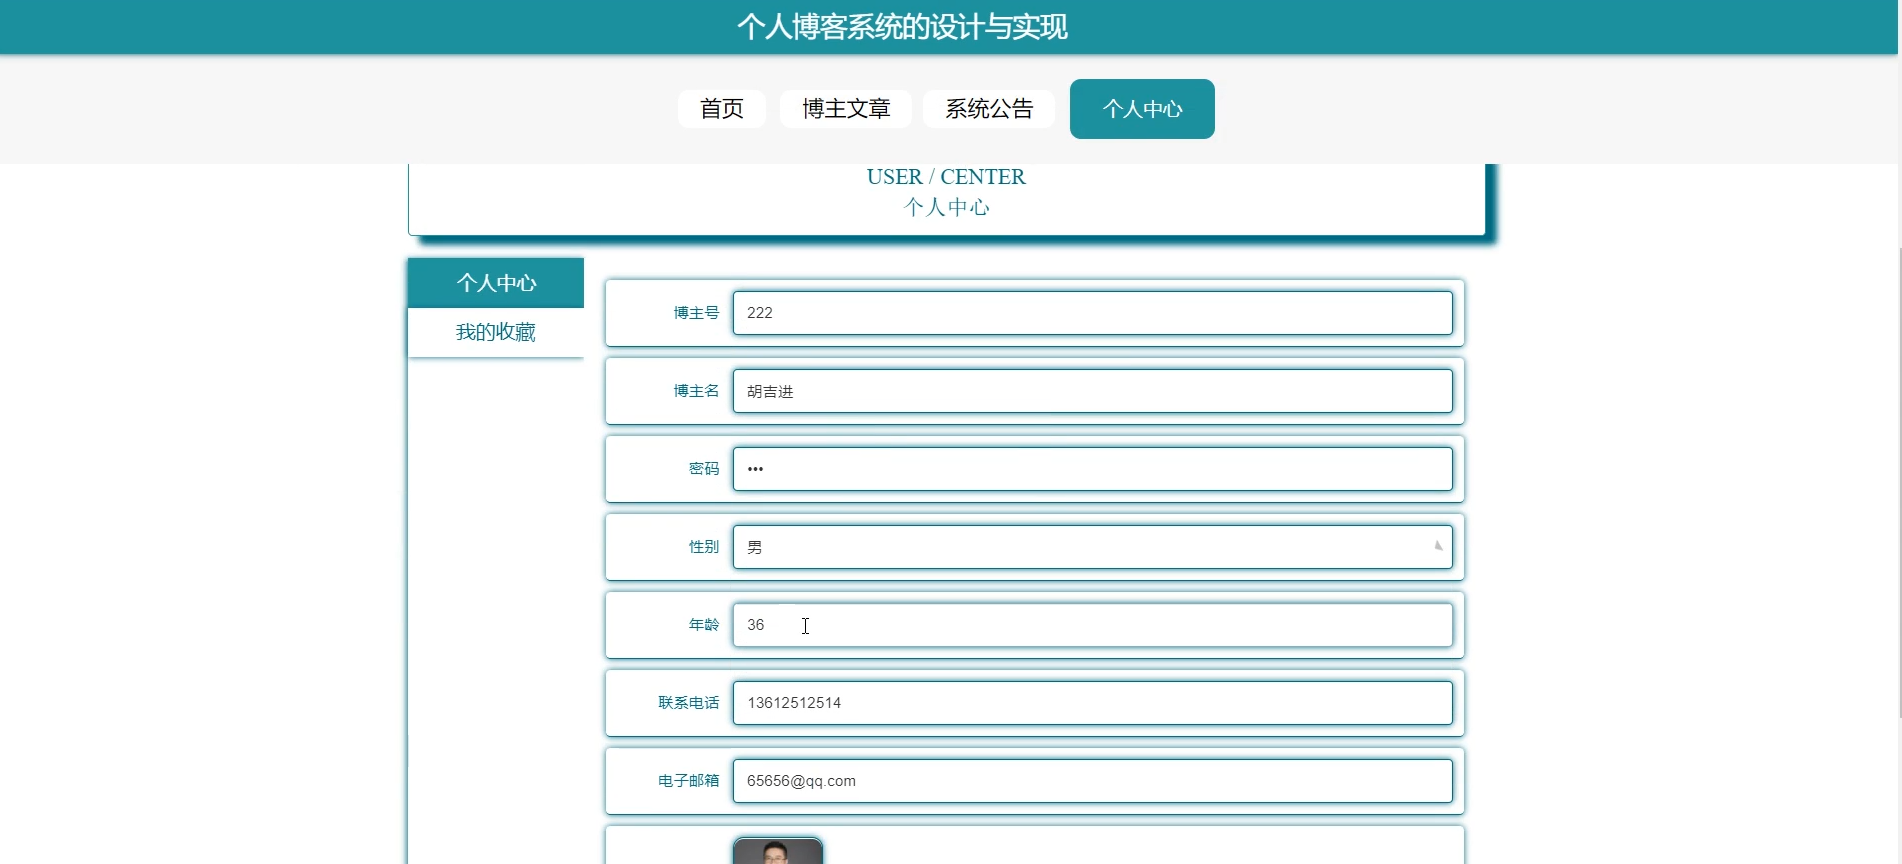 个人博客系统的设计与实现
首页 博主文章 系统公告 个人中心
USER / CENTER
个人中心
个人中心
我的收藏
博主号 222
博主名 胡吉进
密码 •••
性别 男
年龄 36
联系电话 13612512514
电子邮箱 65656@qq.com